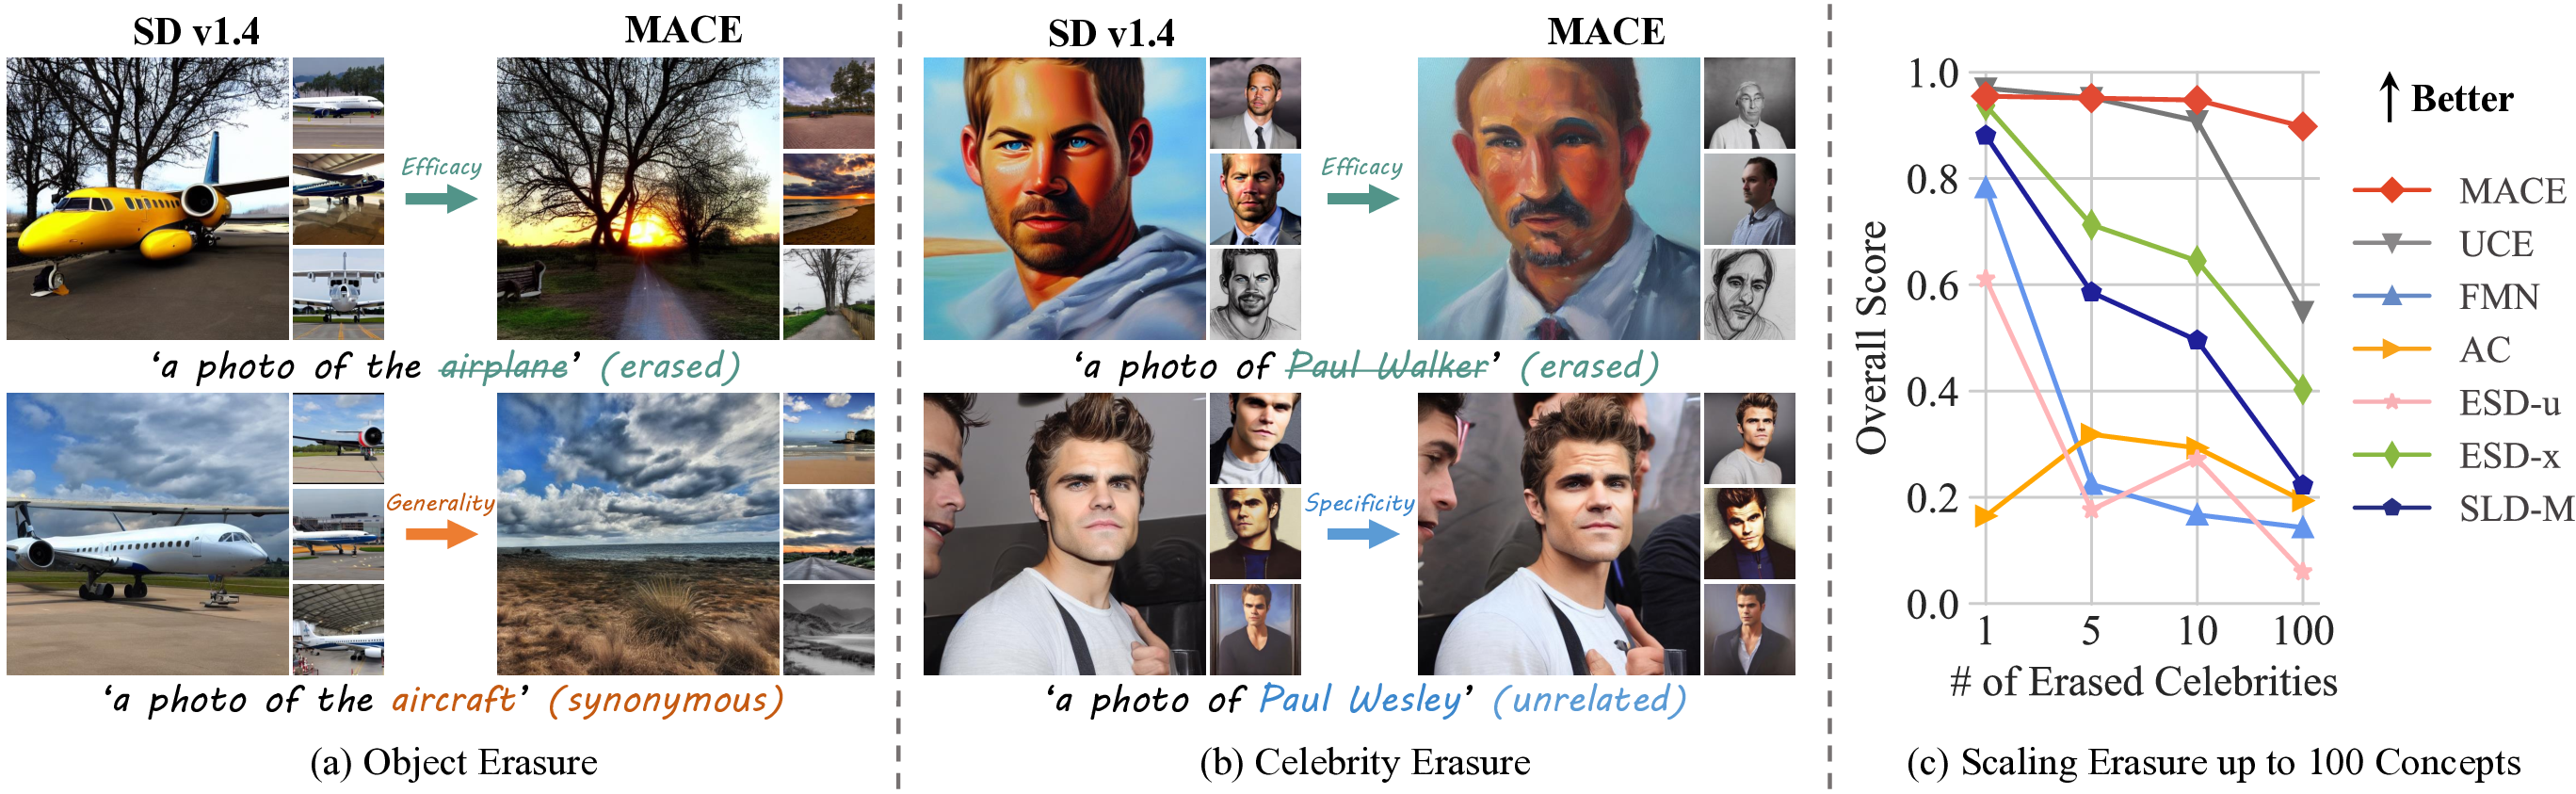 SD v1.4
MACE
Efficacy
'a photo of the airplane' (erased)
Generality
'a photo of the aircraft' (synonymous)
(a) Object Erasure
SD v1.4
MACE
Efficacy
'a photo of Paul Walker' (erased)
Specificity
'a photo of Paul Wesley' (unrelated)
(b) Celebrity Erasure
Overall Score
1.0
0.8
0.6
0.4
0.2
0.0
1 5 10 100
# of Erased Celebrities
Better
MACE
UCE
FMN
AC
ESD-u
ESD-x
SLD-M
(c) Scaling Erasure up to 100 Concepts